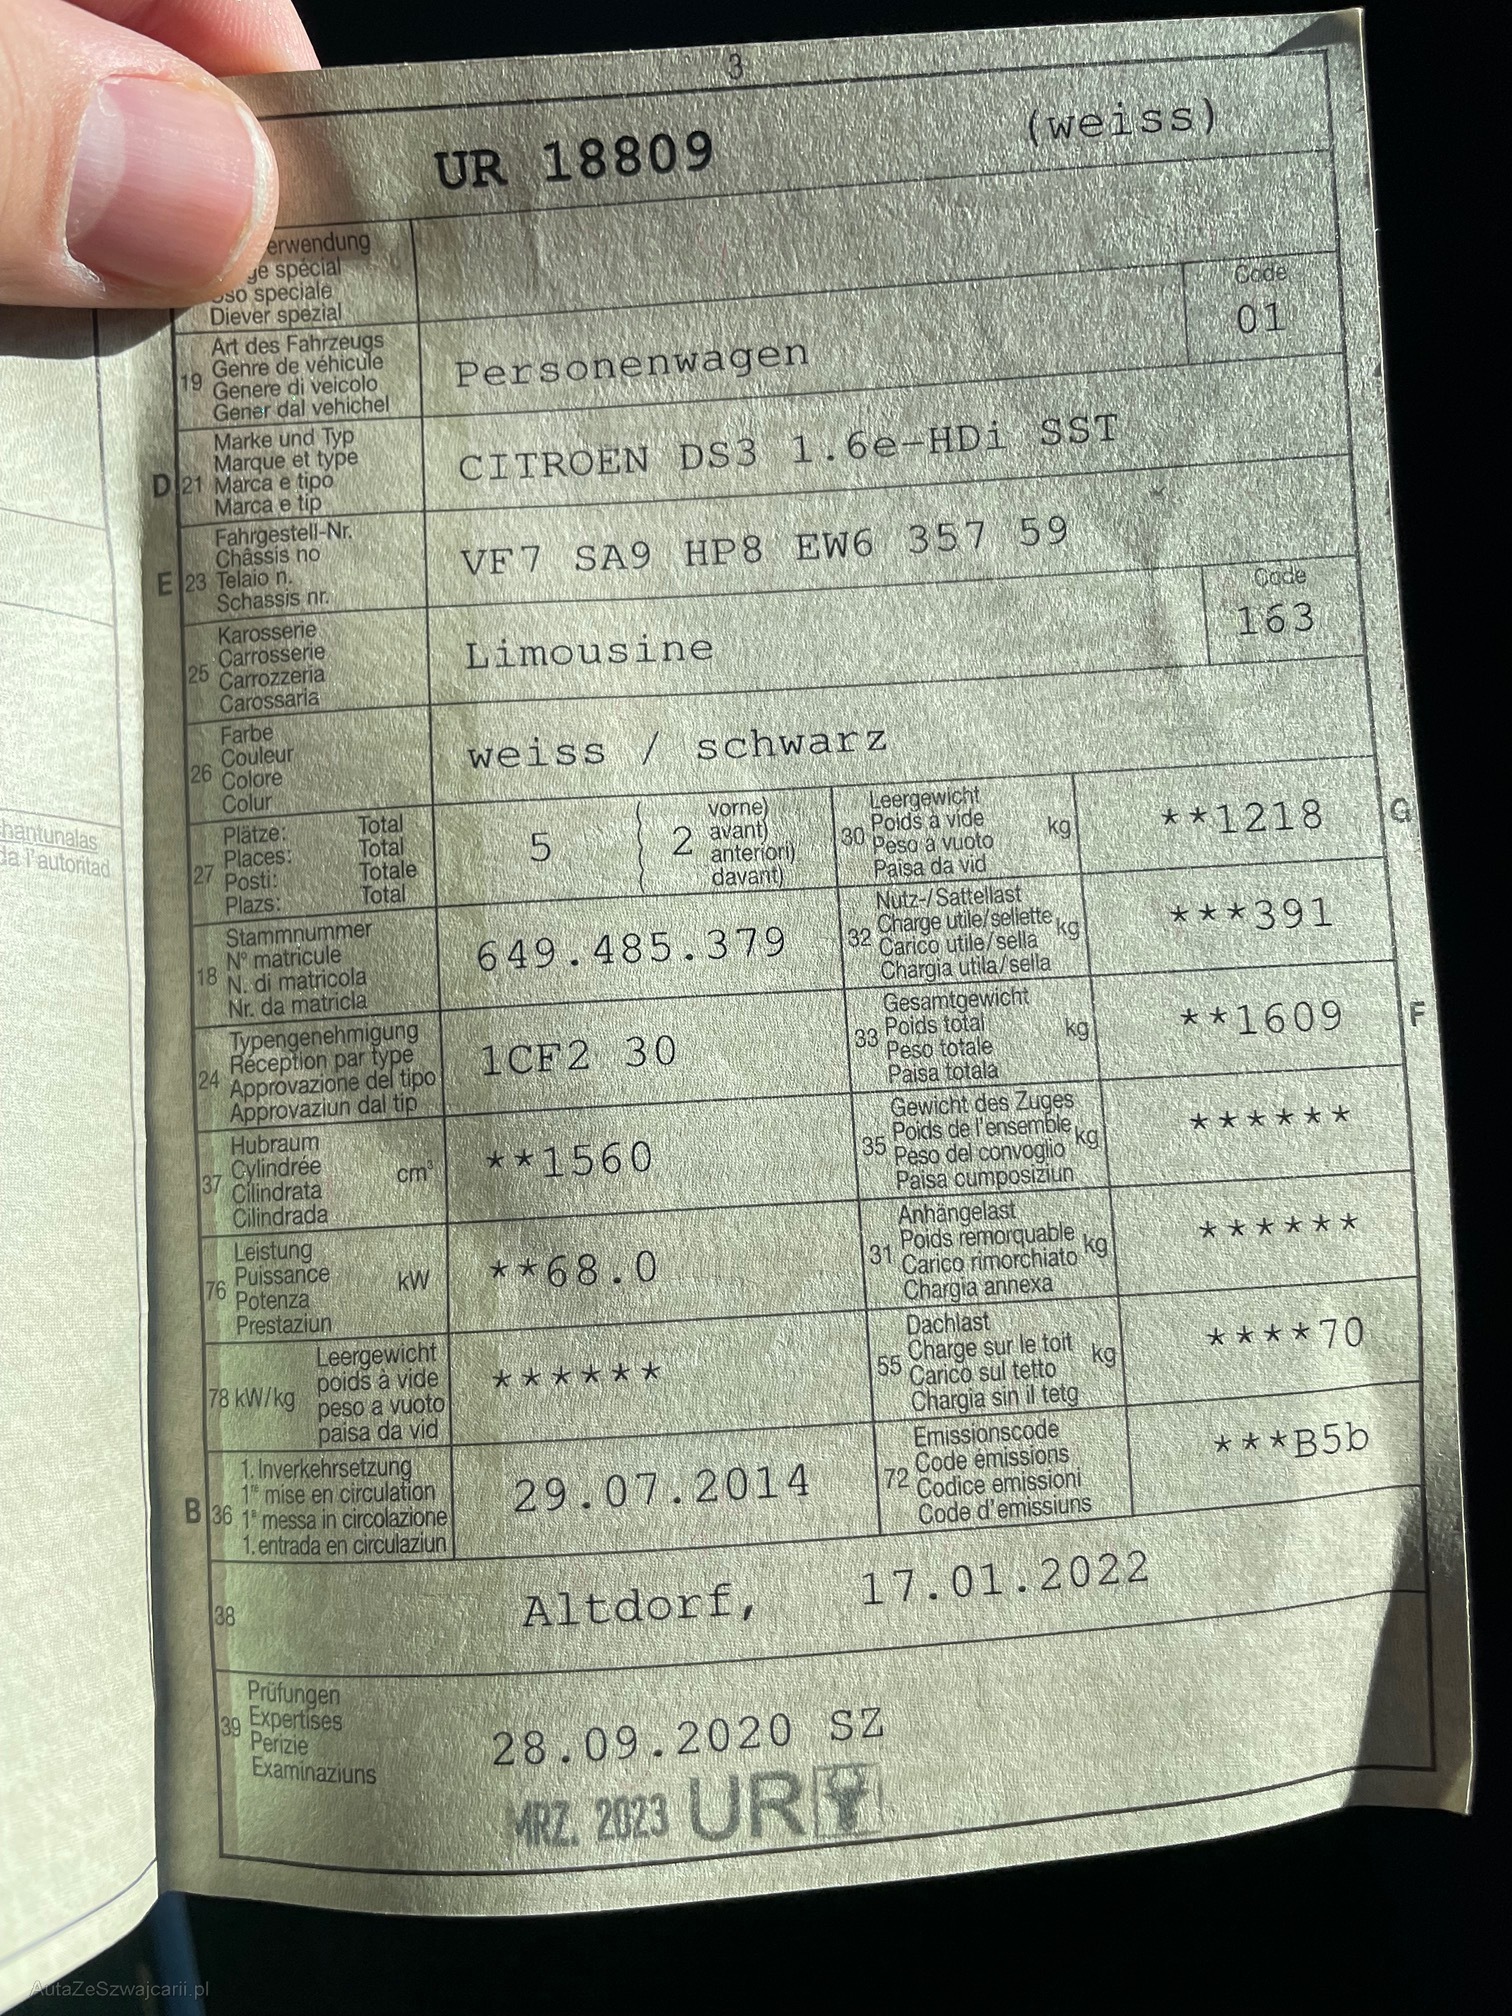 3
UR 18809 (weiss)
erwendung
ge spécial
uso speciale
Diever spezial
19 Art des Fahrzeugs
Genre de véhicule
Genere di veicolo
Gener dal vehichel
Personenwagen
Code
01
D 21 Marke und Typ
Marque et type
Marca e tipo
Marca e tip
CITROEN DS3 1.6e-HDi SST
E 23 Fahrgestell-Nr.
Châssis no
Telaio n.
Schassis nr.
VF7 SA9 HP8 EW6 357 59
25 Karosserie
Carrosserie
Carrozzeria
Carossaria
Limousine
Code
163
26 Farbe
Couleur
Colore
Colur
weiss / schwarz
27 Plätze: Total
Places: Total
Posti: Totale
Plazs: Total
5 ( 2 vorne)
avant)
anteriori)
davant)
30 Leergewicht
Poids à vide
Peso a vuoto
Paisa da vid
kg
**1218
G
18 Stammnummer
N° matricule
N. di matricola
Nr. da matricla
649.485.379
32 Nutz-/Sattellast
Charge utile/sellette
Carico utile/sella
Chargia utila/sella
kg
***391
24 Typengenehmigung
Réception par type
Approvazione del tipo
Approvaziun dal tip
1CF2 30
33 Gesamtgewicht
Poids total
Peso totale
Paisa totala
kg
**1609
F
37 Hubraum
Cylindrée
Cilindrata
Cilindrada
cm³
**1560
35 Gewicht des Zuges
Poids de l'ensemble
Peso del convoglio
Paisa cumposiziun
kg
******
76 Leistung
Puissance
Potenza
Prestaziun
kW
**68.0
31 Anhängelast
Poids remorquable
Carico rimorchiato
Chargia annexa
kg
******
78 kW/kg
Leergewicht
poids à vide
peso a vuoto
paisa da vid
******
55 Dachlast
Charge sur le toit
Carico sul tetto
Chargia sin il tetg
kg
****70
B 36 1. Inverkehrsetzung
1re mise en circulation
1a messa in circolazione
1. entrada en circulaziun
29.07.2014
72 Emissionscode
Code émissions
Codice emissioni
Code d'emissiuns
***B5b
38 Altdorf, 17.01.2022
39 Prüfungen
Expertises
Perizie
Examinaziuns
28.09.2020 SZ
MRZ. 2023 UR
hantunalas
da l'autoritad
AutaZeSzwajcarii.pl